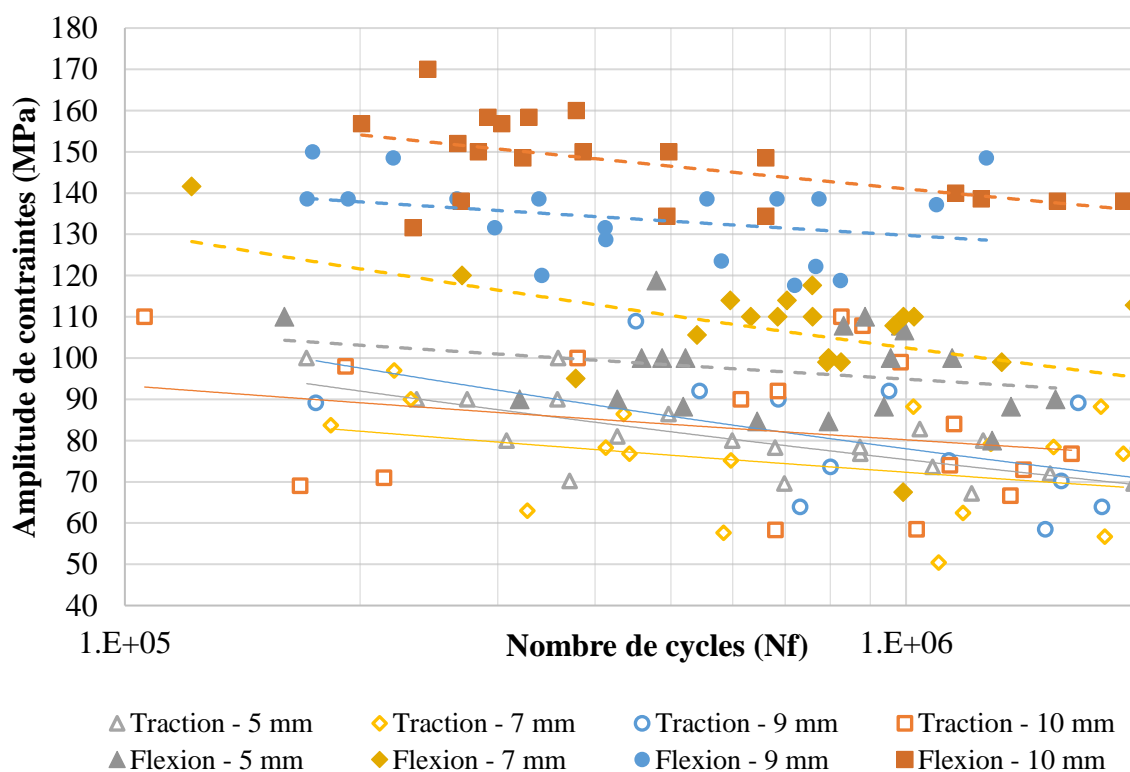 180
170
160
150
140
130
120
110
100
90
80
70
60
50
40
Amplitude de contraintes (MPa)
1.E+05
Nombre de cycles (Nf)
1.E+06
Traction - 5 mm
Traction - 7 mm
Traction - 9 mm
Traction - 10 mm
Flexion - 5 mm
Flexion - 7 mm
Flexion - 9 mm
Flexion - 10 mm